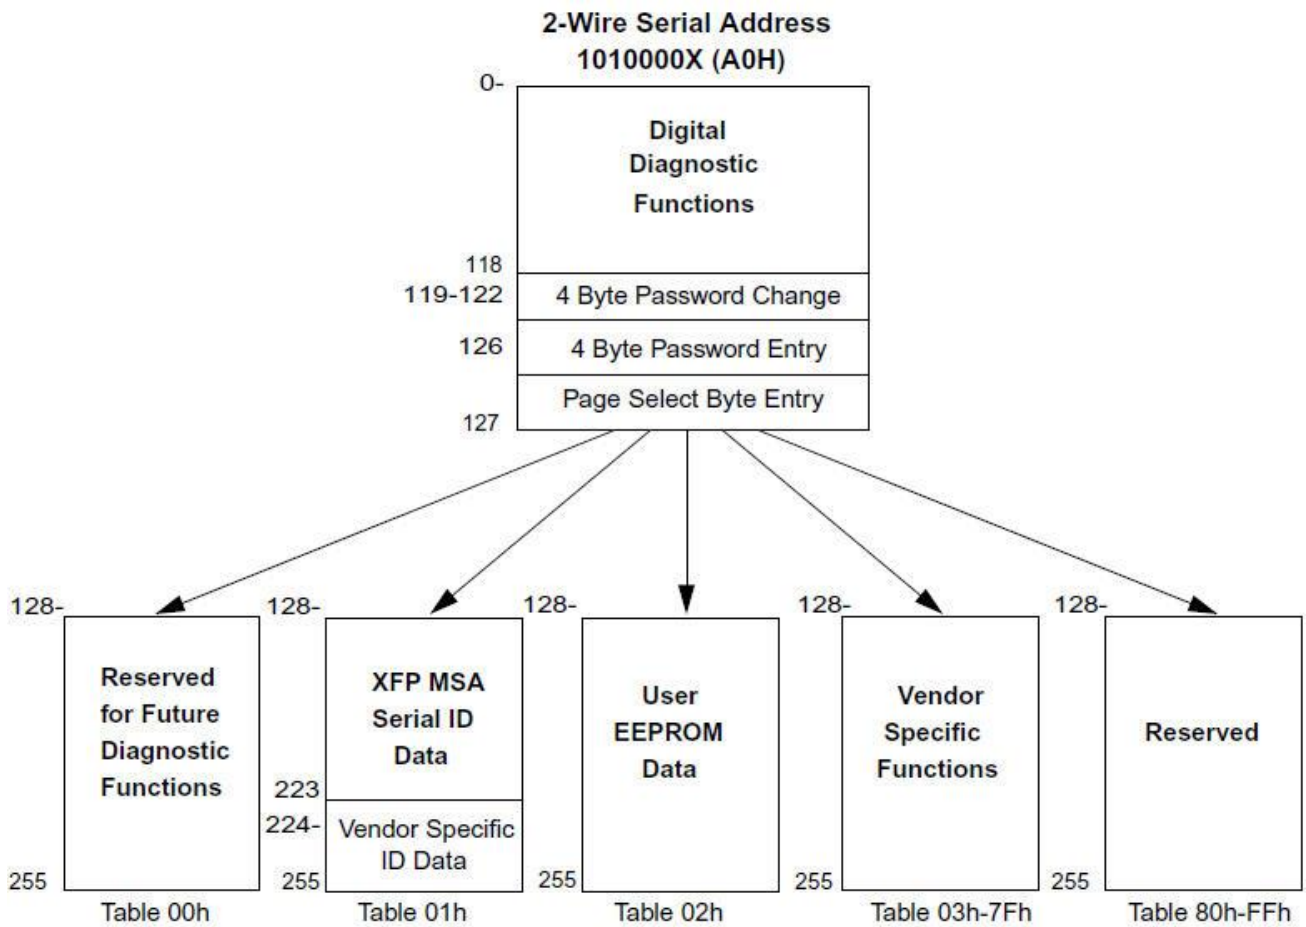 2-Wire Serial Address
1010000X (A0H)
0-
Digital
Diagnostic
Functions
118
119-122
4 Byte Password Change
126
4 Byte Password Entry
Page Select Byte Entry
127
128-
128-
128-
128-
128-
Reserved
for Future
Diagnostic
Functions
255
Table 00h
XFP MSA
Serial ID
Data
223
224-
Vendor Specific
ID Data
255
Table 01h
User
EEPROM
Data
255
Table 02h
Vendor
Specific
Functions
255
Table 03h-7Fh
Reserved
255
Table 80h-FFh